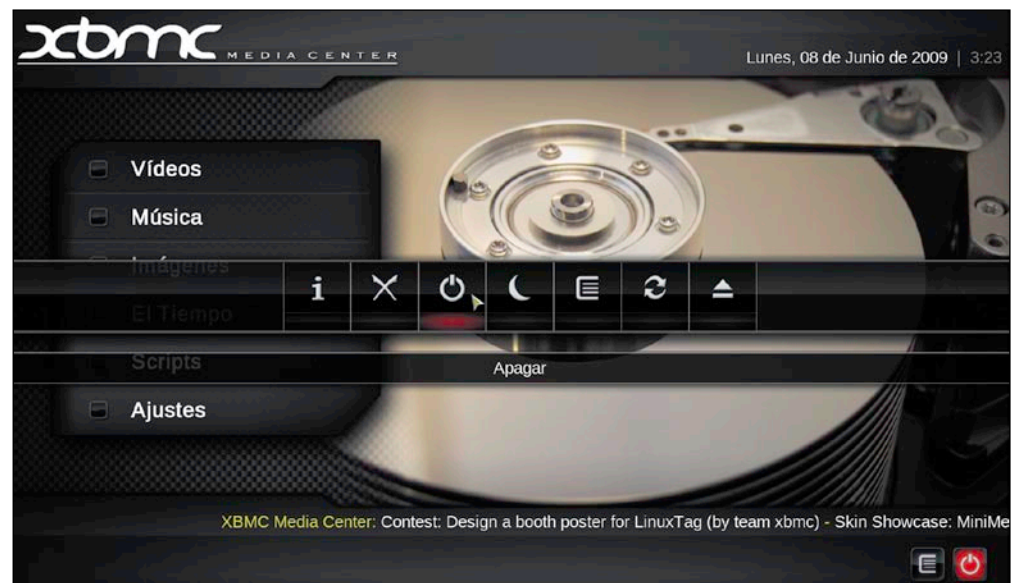 xbmc MEDIA CENTER
Lunes, 08 de Junio de 2009 | 3:23
Vídeos
Música
Imágenes
El Tiempo
Scripts
Apagar
Ajustes
XBMC Media Center: Contest: Design a booth poster for LinuxTag (by team xbmc) - Skin Showcase: MiniMe